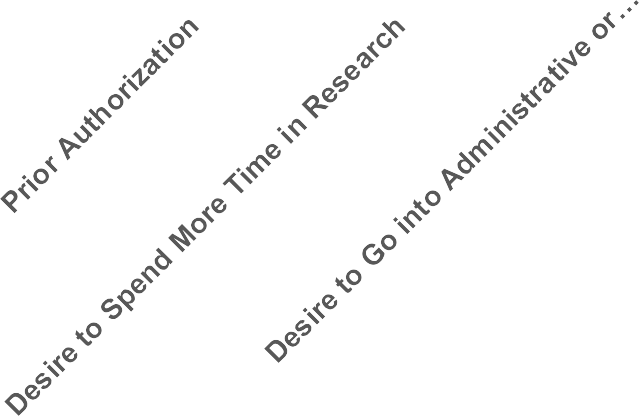 Prior Authorization
Desire to Spend More Time in Research
Desire to Go into Administrative or…